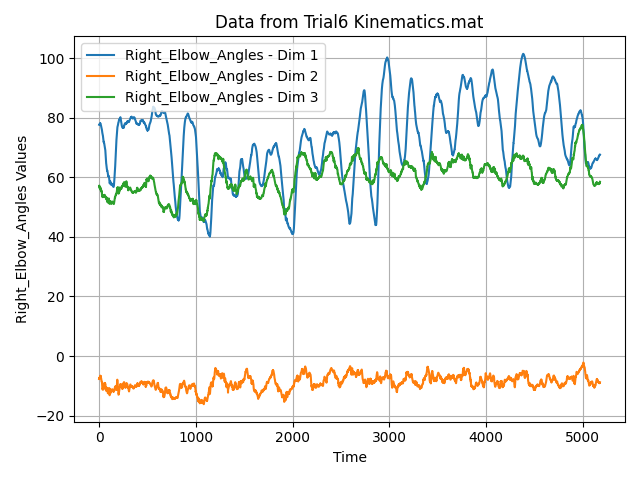 Data from Trial6 Kinematics.mat
Right_Elbow_Angles - Dim 1
Right_Elbow_Angles - Dim 2
Right_Elbow_Angles - Dim 3
Right_Elbow_Angles Values
100
80
60
40
20
0
−20
0 1000 2000 3000 4000 5000
Time